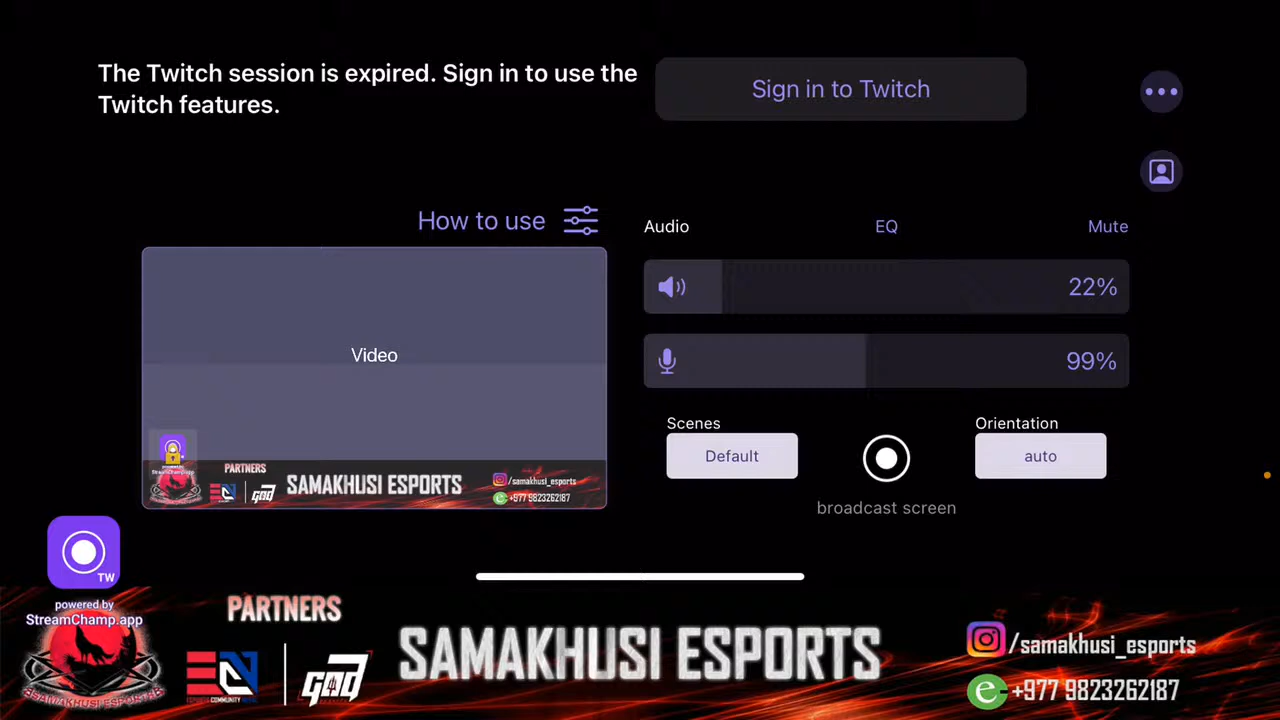 The Twitch session is expired. Sign in to use the
Twitch features.
Sign in to Twitch
How to use
Audio
EQ
Mute
22%
Video
99%
Scenes
Orientation
Default
auto
broadcast screen
PARTNERS
SAMAKHUSI ESPORTS
/samakhusi_esports
+977 9823262187
TW
powered by
StreamChamp.app
PARTNERS
SAMAKHUSI ESPORTS
/samakhusi_esports
+977 9823262187
SAMAKHUSI ESPORTS